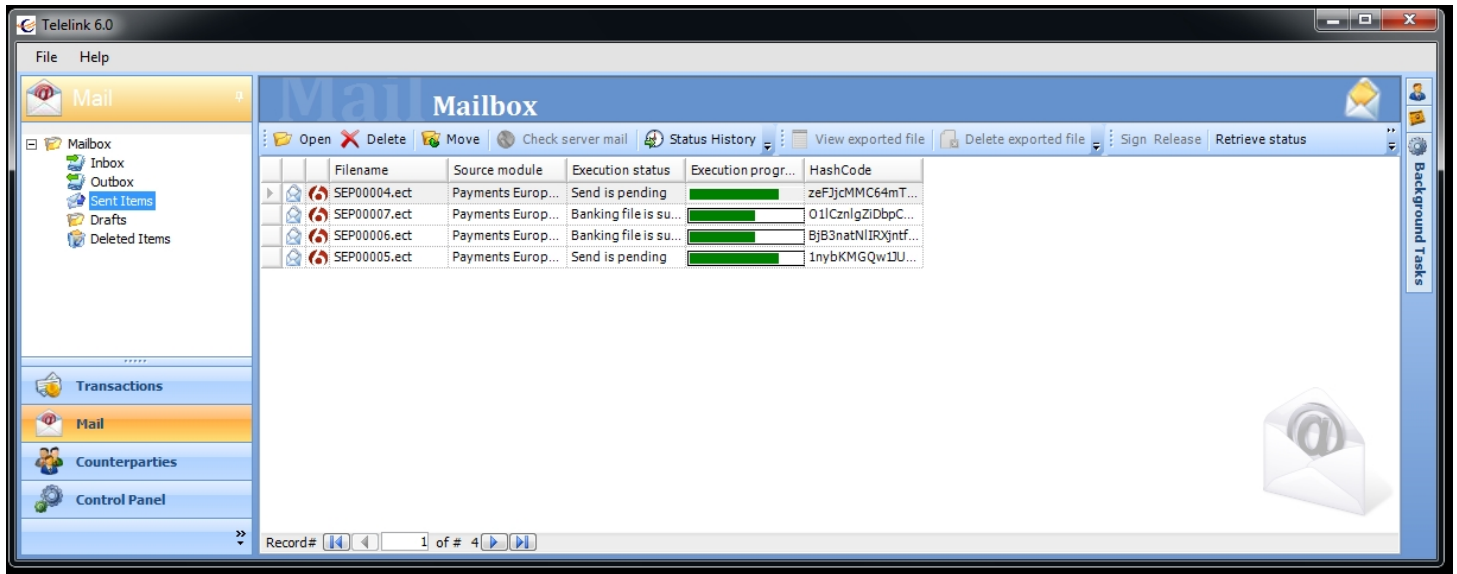 Telelink 6.0
File Help
Mail
Mail Mailbox
Open Delete Move Check server mail Status History View exported file Delete exported file Sign Release Retrieve status
Mailbox
Inbox
Outbox
Sent Items
Drafts
Deleted Items
Filename Source module Execution status Execution progr... HashCode
SEP00004.ect Payments Europ... Send is pending zeFJjcMMC64mT...
SEP00007.ect Payments Europ... Banking file is su... O1lCznlgZiDbpC...
SEP00006.ect Payments Europ... Banking file is su... BjB3natNlIRXjntf...
SEP00005.ect Payments Europ... Send is pending 1nybKMGQw1JU...
Background Tasks
Transactions
Mail
Counterparties
Control Panel
Record# 1 of # 4